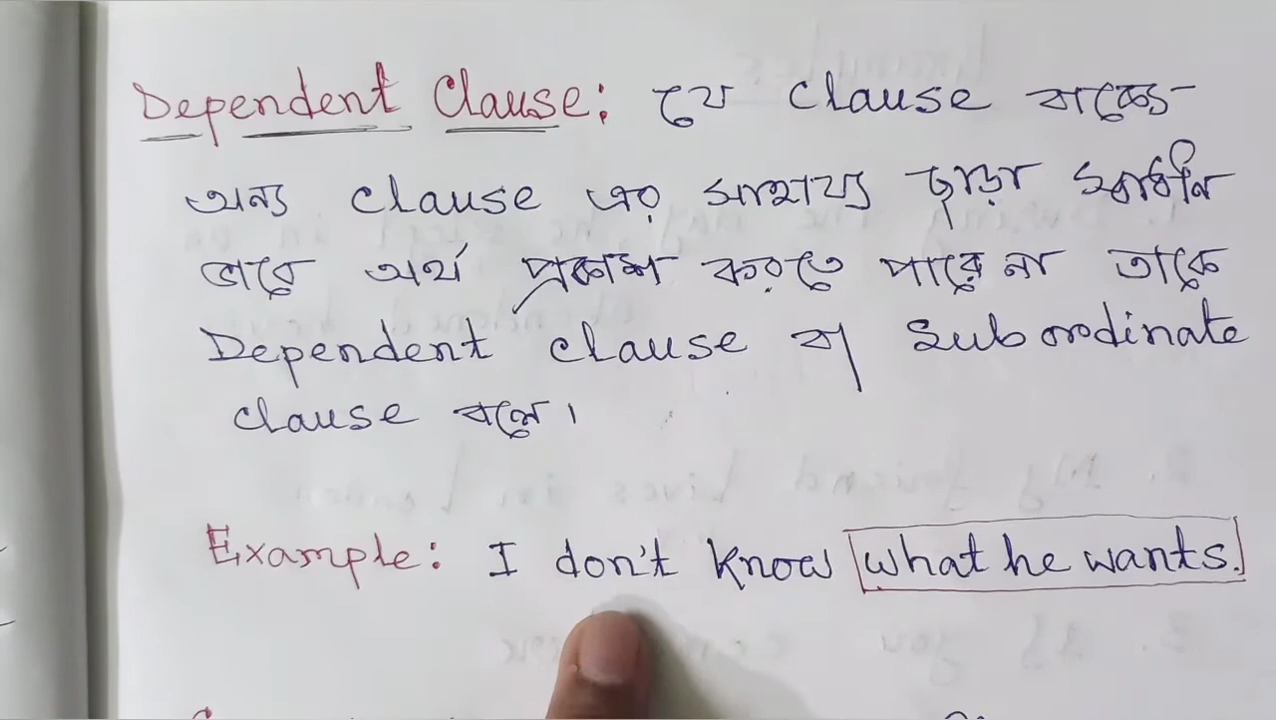 Dependent Clause: যে clause বাক্যে
অন্য clause এর সাহায্য ছাড়া স্বাধীন
ভাবে অর্থ প্রকাশ করতে পারে না তাকে
Dependent clause বা Subordinate
clause বলে।
Example: I don't know what he wants.